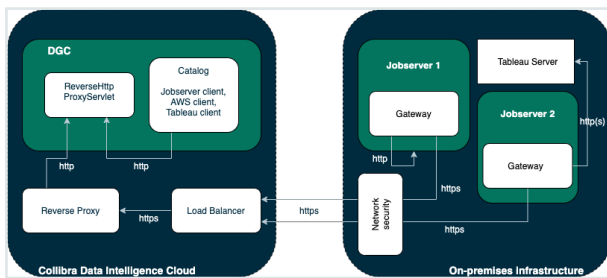 DGC
ReverseHttp
ProxyServlet
Catalog
Jobserver client,
AWS client,
Tableau client
http
http
Reverse Proxy
https
Load Balancer
https
Collibra Data Intelligence Cloud
Jobserver 1
Gateway
http
https
Network
security
Tableau Server
http(s)
Jobserver 2
Gateway
https
On-premises Infrastructure